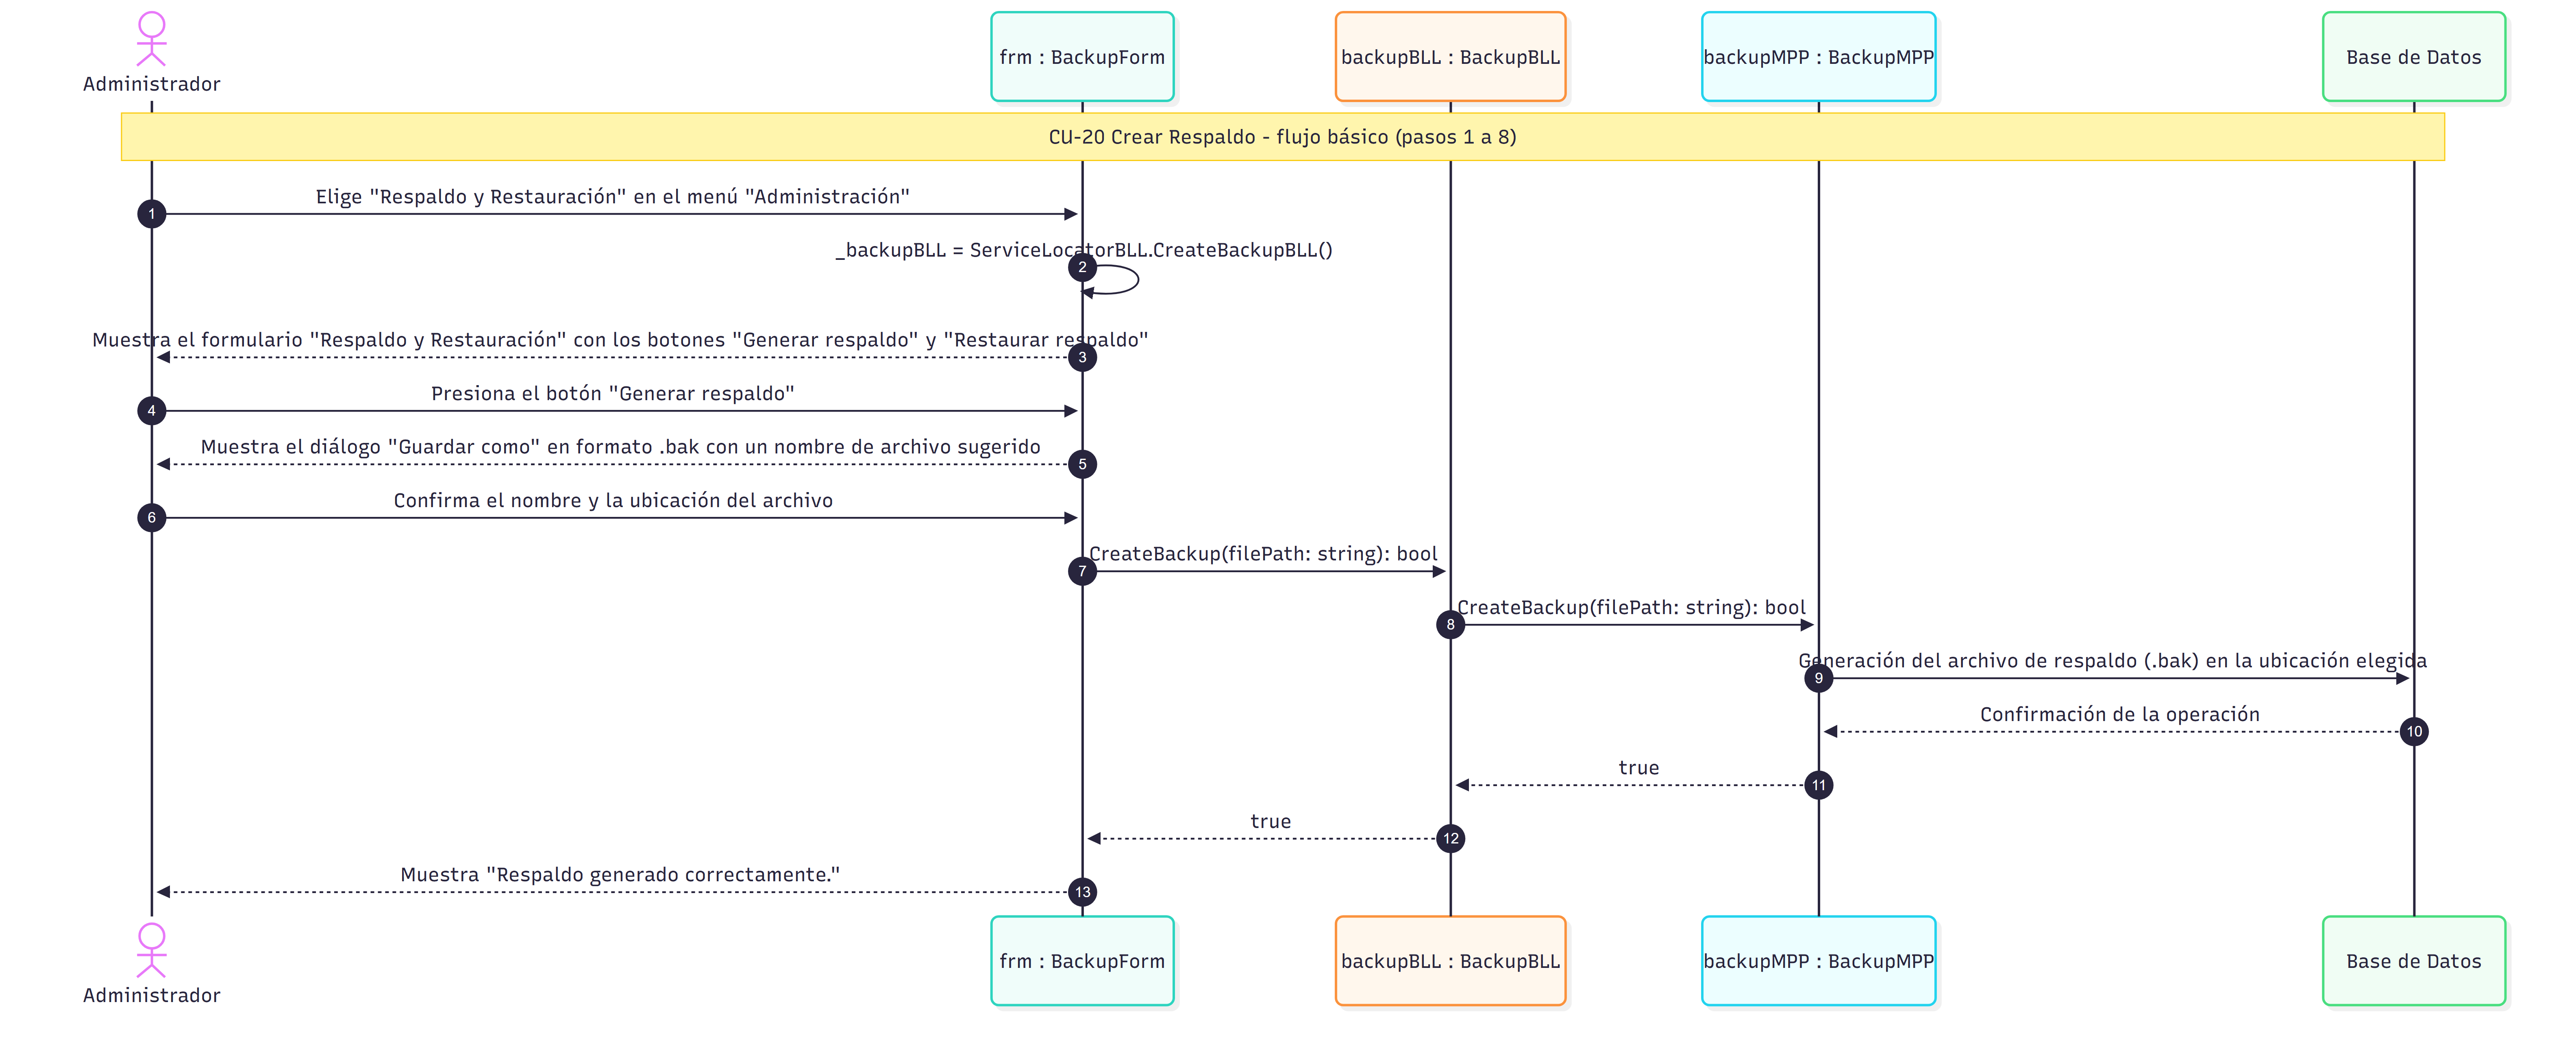 Administrador
frm : BackupForm
backupBLL : BackupBLL
backupMPP : BackupMPP
Base de Datos
CU-20 Crear Respaldo - flujo básico (pasos 1 a 8)
Elige "Respaldo y Restauración" en el menú "Administración"
1
_backupBLL = ServiceLocatorBLL.CreateBackupBLL()
2
Muestra el formulario "Respaldo y Restauración" con los botones "Generar respaldo" y "Restaurar respaldo"
3
Presiona el botón "Generar respaldo"
4
Muestra el diálogo "Guardar como" en formato .bak con un nombre de archivo sugerido
5
Confirma el nombre y la ubicación del archivo
6
CreateBackup(filePath: string): bool
7
CreateBackup(filePath: string): bool
8
Generación del archivo de respaldo (.bak) en la ubicación elegida
9
Confirmación de la operación
10
true
11
true
12
Muestra "Respaldo generado correctamente."
13
Administrador
frm : BackupForm
backupBLL : BackupBLL
backupMPP : BackupMPP
Base de Datos